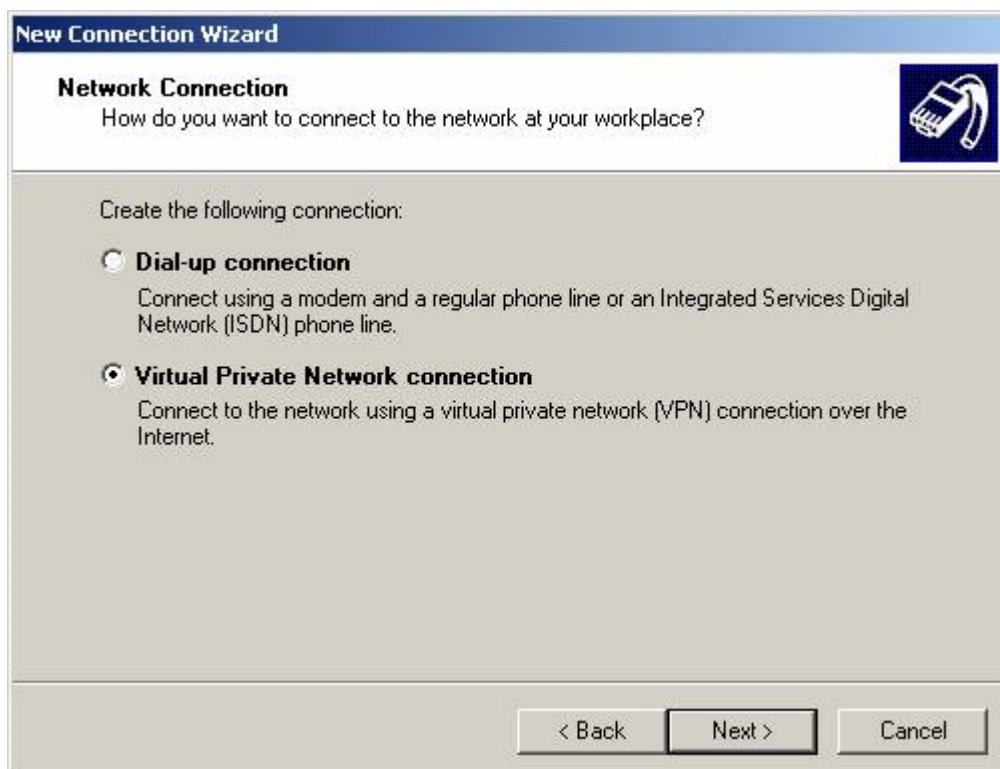 New Connection Wizard
Network Connection
How do you want to connect to the network at your workplace?
Create the following connection:
Dial-up connection
Connect using a modem and a regular phone line or an Integrated Services Digital
Network (ISDN) phone line.
Virtual Private Network connection
Connect to the network using a virtual private network (VPN) connection over the
Internet.
< Back Next > Cancel